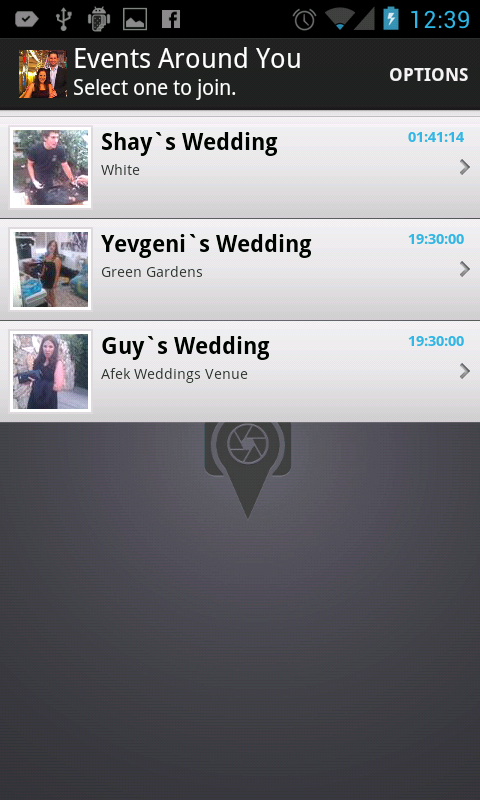 12:39
Events Around You
Select one to join.
OPTIONS
Shay`s Wedding
01:41:14
White
Yevgeni`s Wedding
19:30:00
Green Gardens
Guy`s Wedding
19:30:00
Afek Weddings Venue